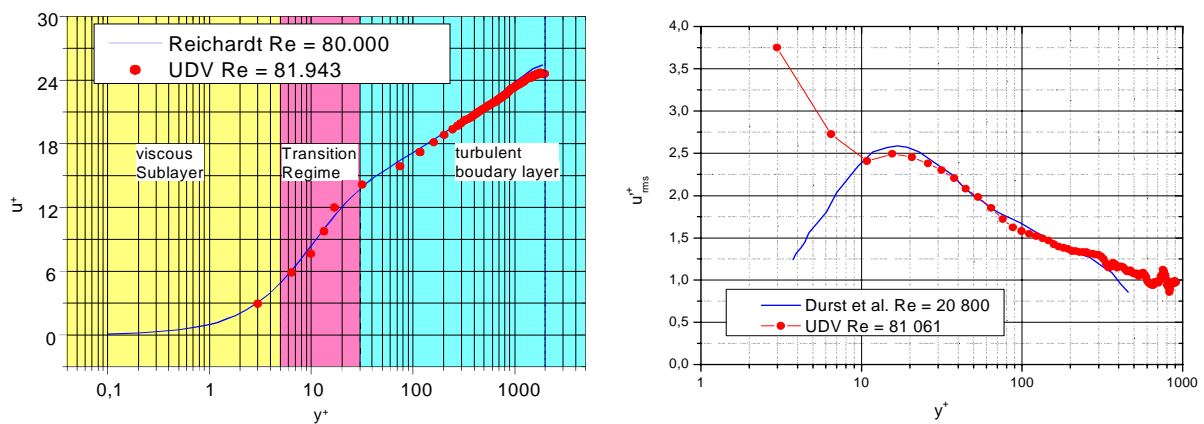 30
24
18
12
6
0
u+
Reichardt Re = 80.000
UDV Re = 81.943
viscous
Sublayer
Transition
Regime
turbulent
boudary layer
0,1
1
10
100
1000
y+
4,0
3,5
3,0
2,5
2,0
1,5
1,0
0,5
0,0
u'+rms
Durst et al. Re = 20 800
UDV Re = 81 061
1
10
100
1000
y+